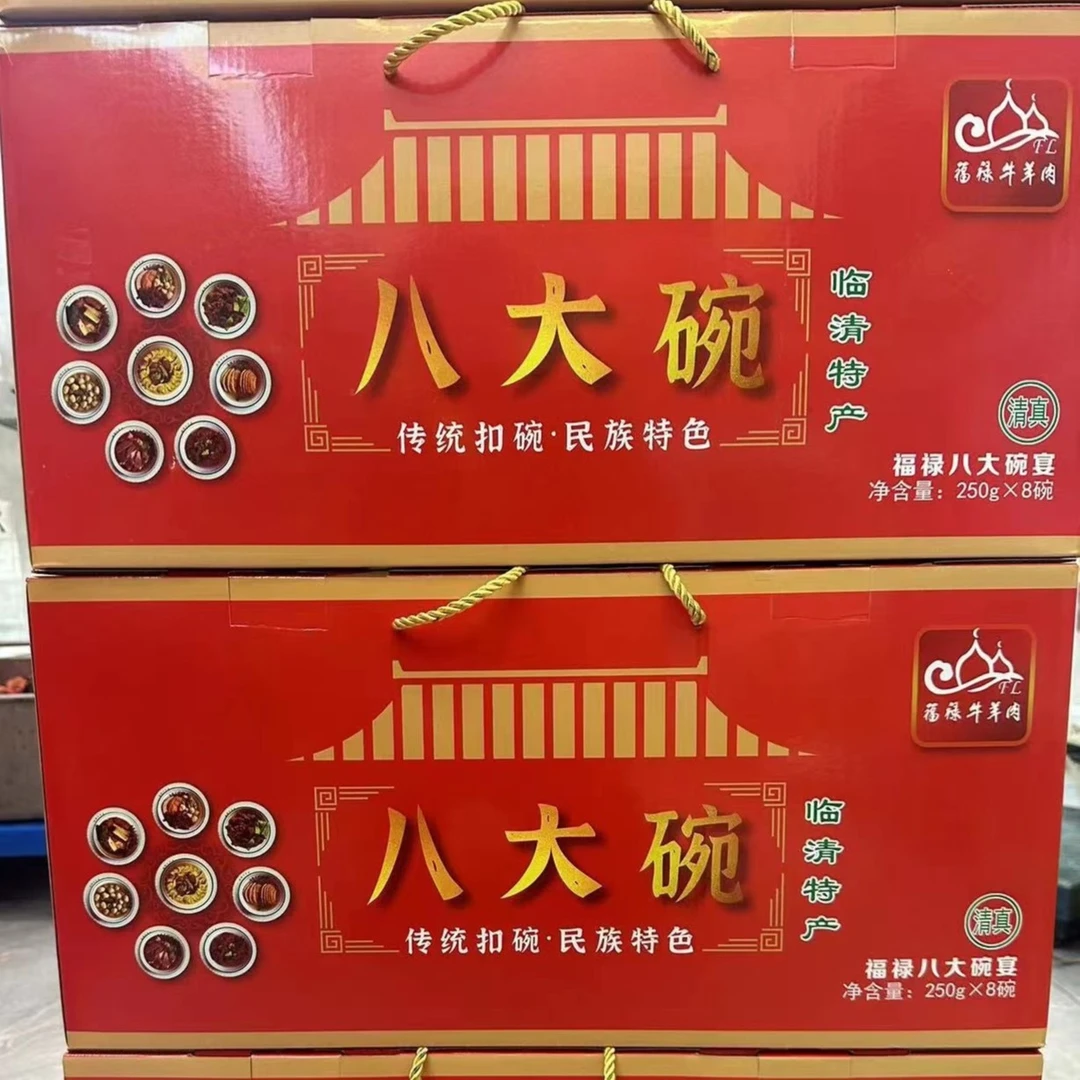 FL
福禄牛羊肉
八大碗
临清特产
传统扣碗·民族特色
清真
福禄八大碗宴
净含量：250g×8碗
FL
福禄牛羊肉
八大碗
临清特产
传统扣碗·民族特色
清真
福禄八大碗宴
净含量：250g×8碗